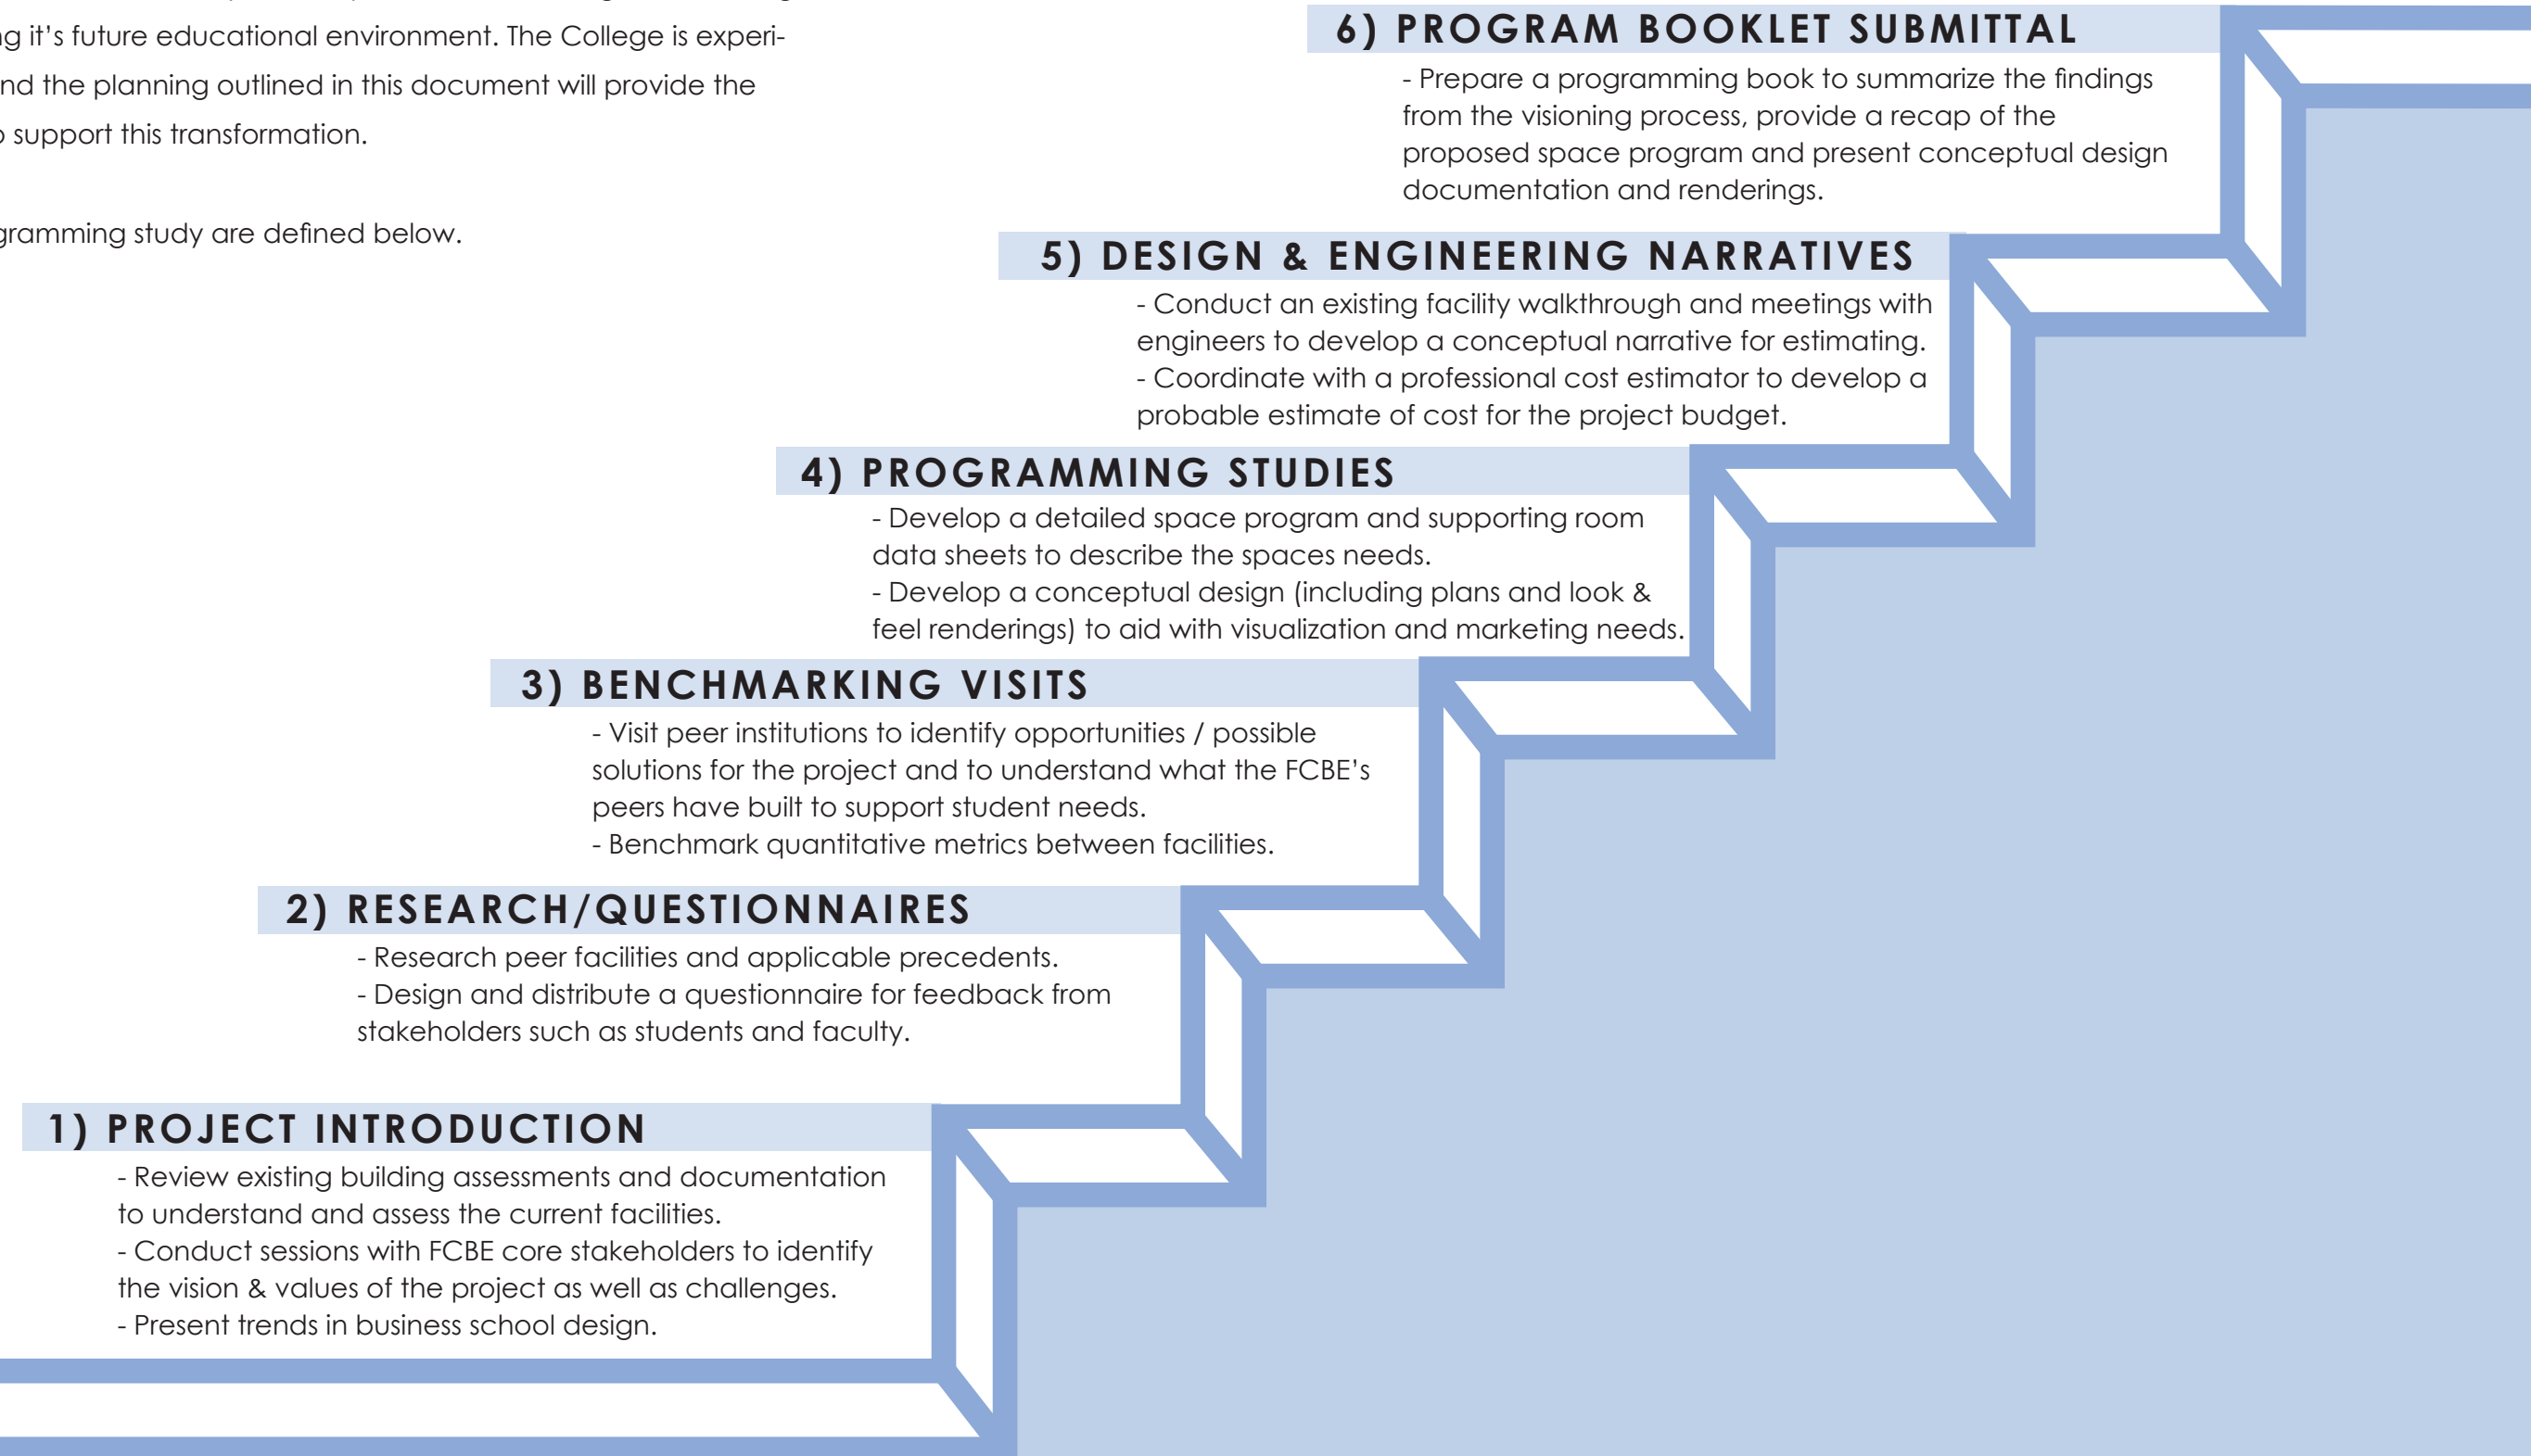 g it's future educational environment. The College is experi-
nd the planning outlined in this document will provide the
support this transformation.
gramming study are defined below.
6) PROGRAM BOOKLET SUBMITTAL
- Prepare a programming book to summarize the findings
from the visioning process, provide a recap of the
proposed space program and present conceptual design
documentation and renderings.
5) DESIGN & ENGINEERING NARRATIVES
- Conduct an existing facility walkthrough and meetings with
engineers to develop a conceptual narrative for estimating.
- Coordinate with a professional cost estimator to develop a
probable estimate of cost for the project budget.
4) PROGRAMMING STUDIES
- Develop a detailed space program and supporting room
data sheets to describe the spaces needs.
- Develop a conceptual design (including plans and look &
feel renderings) to aid with visualization and marketing needs.
3) BENCHMARKING VISITS
- Visit peer institutions to identify opportunities / possible
solutions for the project and to understand what the FCBE's
peers have built to support student needs.
- Benchmark quantitative metrics between facilities.
2) RESEARCH/QUESTIONNAIRES
- Research peer facilities and applicable precedents.
- Design and distribute a questionnaire for feedback from
stakeholders such as students and faculty.
1) PROJECT INTRODUCTION
- Review existing building assessments and documentation
to understand and assess the current facilities.
- Conduct sessions with FCBE core stakeholders to identify
the vision & values of the project as well as challenges.
- Present trends in business school design.